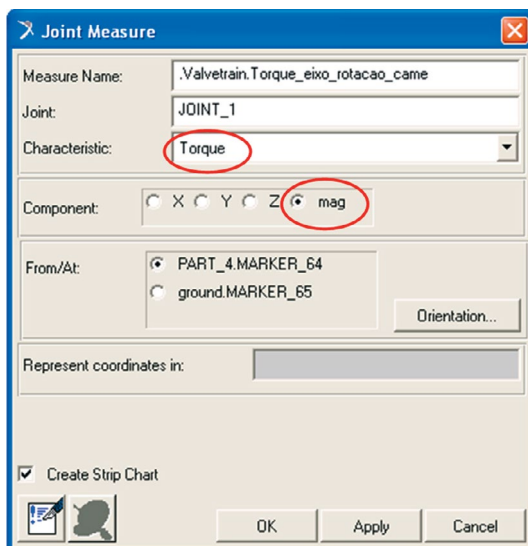 Joint Measure
Measure Name: .Valvetrain.Torque_eixo_rotacao_came
Joint: JOINT_1
Characteristic: Torque
Component: X Y Z mag
From/At: PART_4.MARKER_64
ground.MARKER_65
Orientation...
Represent coordinates in:
Create Strip Chart
OK Apply Cancel